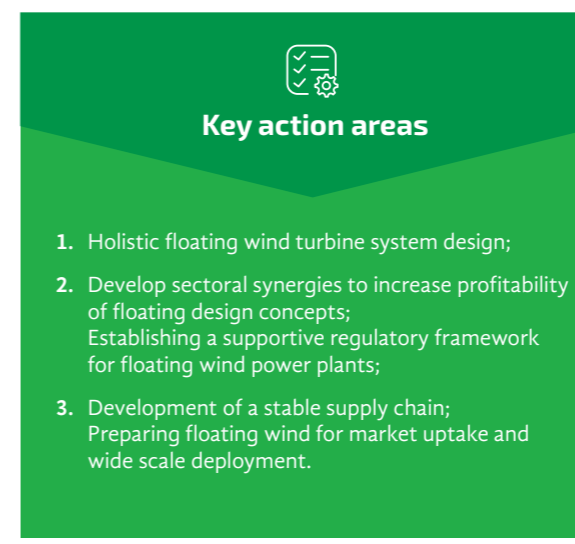 Key action areas
1. Holistic floating wind turbine system design;
2. Develop sectoral synergies to increase profitability
of floating design concepts;
Establishing a supportive regulatory framework
for floating wind power plants;
3. Development of a stable supply chain;
Preparing floating wind for market uptake and
wide scale deployment.